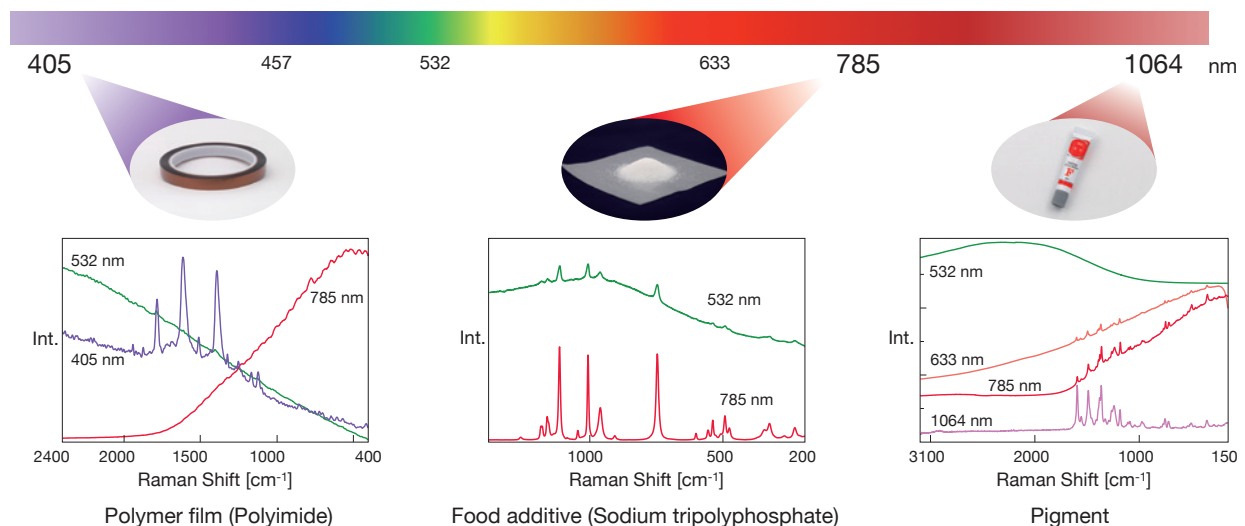 405 457 532 633 785 1064 nm
532 nm
785 nm
Int.
405 nm
2400 2000 1500 1000 400
Raman Shift [cm-1]
Polymer film (Polyimide)
532 nm
Int.
785 nm
1000 500 200
Raman Shift [cm-1]
Food additive (Sodium tripolyphosphate)
532 nm
Int.
633 nm
785 nm
1064 nm
3100 2000 1000 150
Raman Shift [cm-1]
Pigment